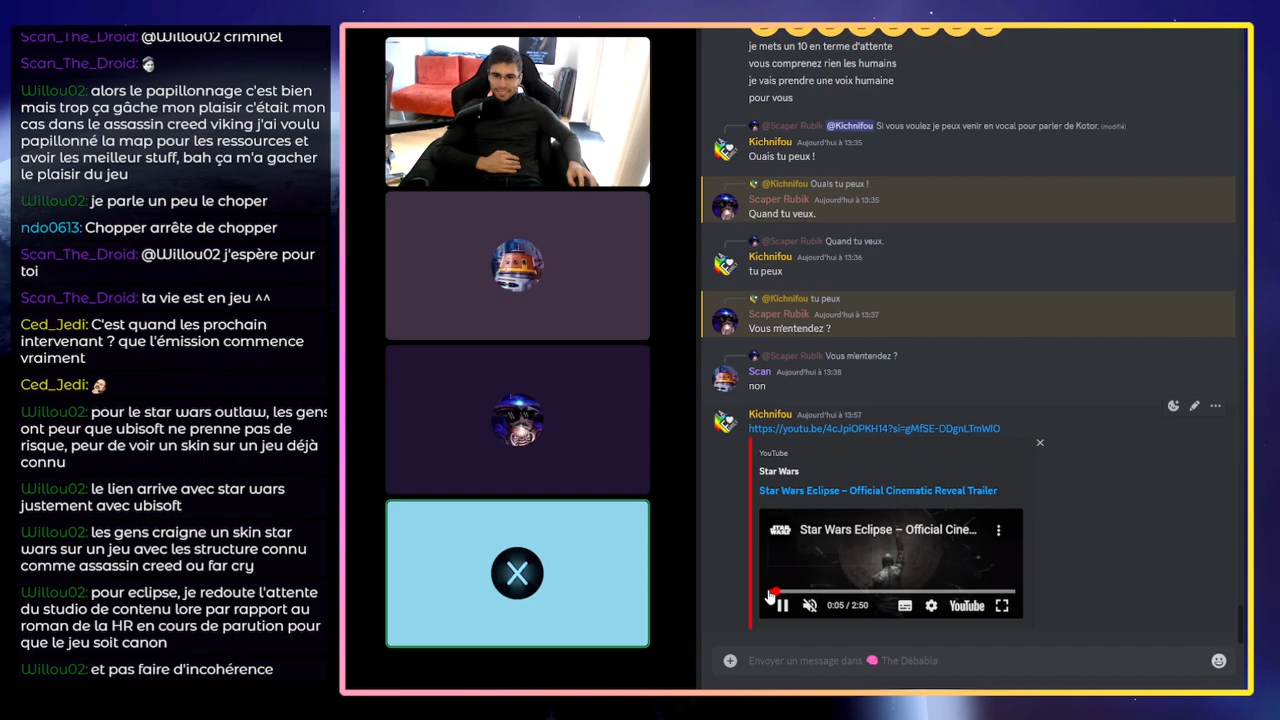 Scan_The_Droid: @Willou02 criminel
Scan_The_Droid:
Willou02: alors le papillonnage c'est bien
mais trop ça gâche mon plaisir c'était mon
cas dans le assassin creed viking j'ai voulu
papillonné la map pour les ressources et
avoir les meilleur stuff, bah ça m'a gacher
le plaisir du jeu
Willou02: je parle un peu le choper
ndo0613: Chopper arrête de chopper
Scan_The_Droid: @Willou02 j'espère pour
toi
Scan_The_Droid: ta vie est en jeu ^^
Ced_Jedi: C'est quand les prochain
intervenant ? que l'émission commence
vraiment
Ced_Jedi:
Willou02: pour le star wars outlaw, les gens
ont peur que ubisoft ne prenne pas de
risque, peur de voir un skin sur un jeu déjà
connu
Willou02: le lien arrive avec star wars
justement avec ubisoft
Willou02: les gens craigne un skin star
wars sur un jeu avec les structure connu
comme assassin creed ou far cry
Willou02: pour eclipse, je redoute l'attente
du studio de contenu lore par rapport au
roman de la HR en cours de parution pour
que le jeu soit canon
Willou02: et pas faire d'incohérence
je mets un 10 en terme d'attente
vous comprenez rien les humains
je vais prendre une voix humaine
pour vous
@Scaper Rubik @Kichnifou Si vous voulez je peux venir en vocal pour parler de Kotor. (modifié)
Kichnifou Aujourd'hui à 13:35
Ouais tu peux !
@Kichnifou Ouais tu peux !
Scaper Rubik Aujourd'hui à 13:35
Quand tu veux.
@Scaper Rubik Quand tu veux.
Kichnifou Aujourd'hui à 13:36
tu peux
@Kichnifou tu peux
Scaper Rubik Aujourd'hui à 13:37
Vous m'entendez ?
@Scaper Rubik Vous m'entendez ?
Scan Aujourd'hui à 13:38
non
Kichnifou Aujourd'hui à 13:57
https://youtu.be/4cJpiOPKH14?si=gMfSE-DDgnLTmWlO
YouTube
Star Wars
Star Wars Eclipse – Official Cinematic Reveal Trailer
STAR WARS Star Wars Eclipse – Official Cine...
0:05 / 2:50 YouTube
Envoyer un message dans 🧠 The Débabla